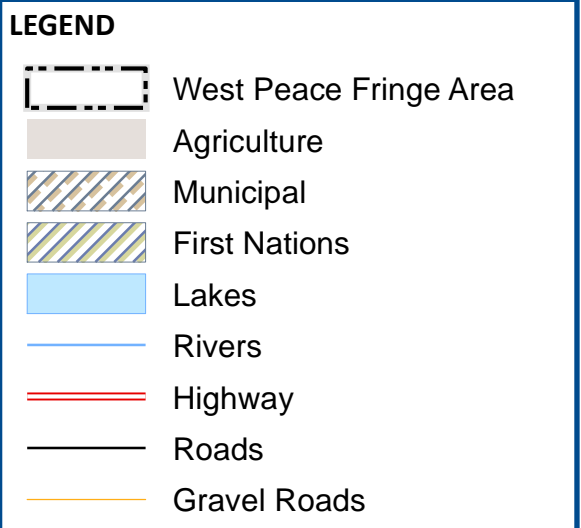 LEGEND
West Peace Fringe Area
Agriculture
Municipal
First Nations
Lakes
Rivers
Highway
Roads
Gravel Roads